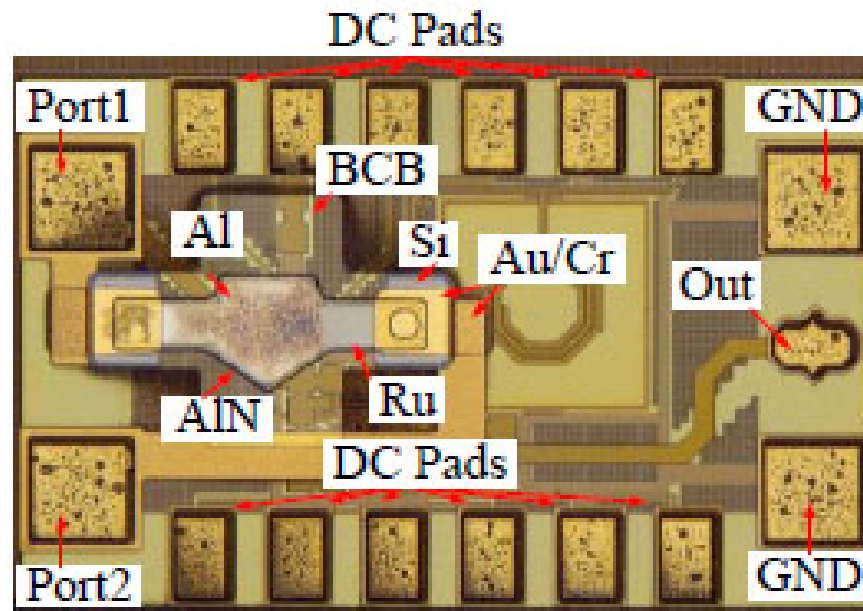 DC Pads
Port1
GND
BCB
Al
Si
Au/Cr
Out
AlN
Ru
DC Pads
Port2
GND